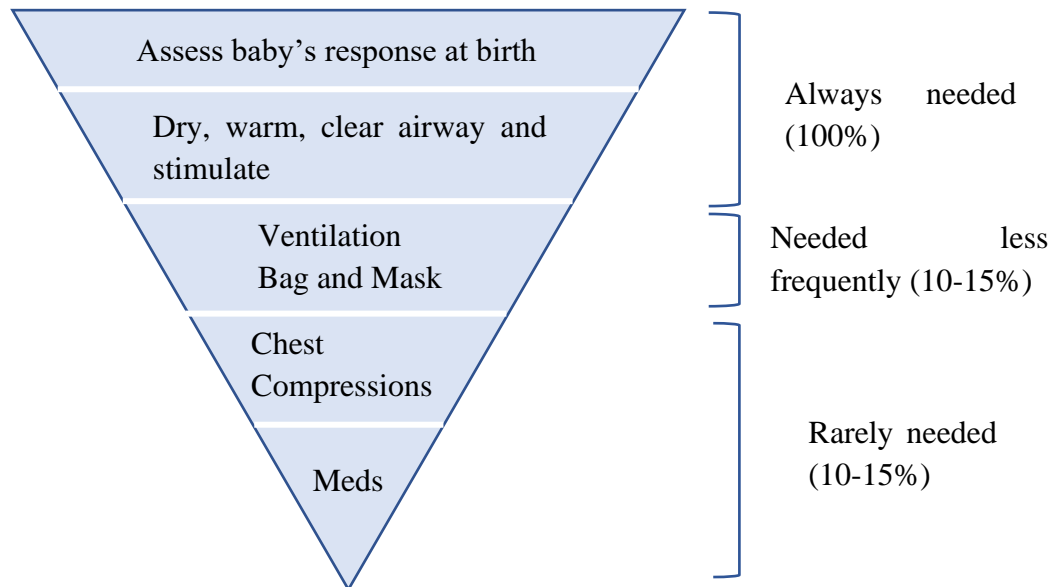 Assess baby’s response at birth
Dry, warm, clear airway and
stimulate
Always needed
(100%)
Ventilation
Bag and Mask
Needed less
frequently (10-15%)
Chest
Compressions
Meds
Rarely needed
(10-15%)